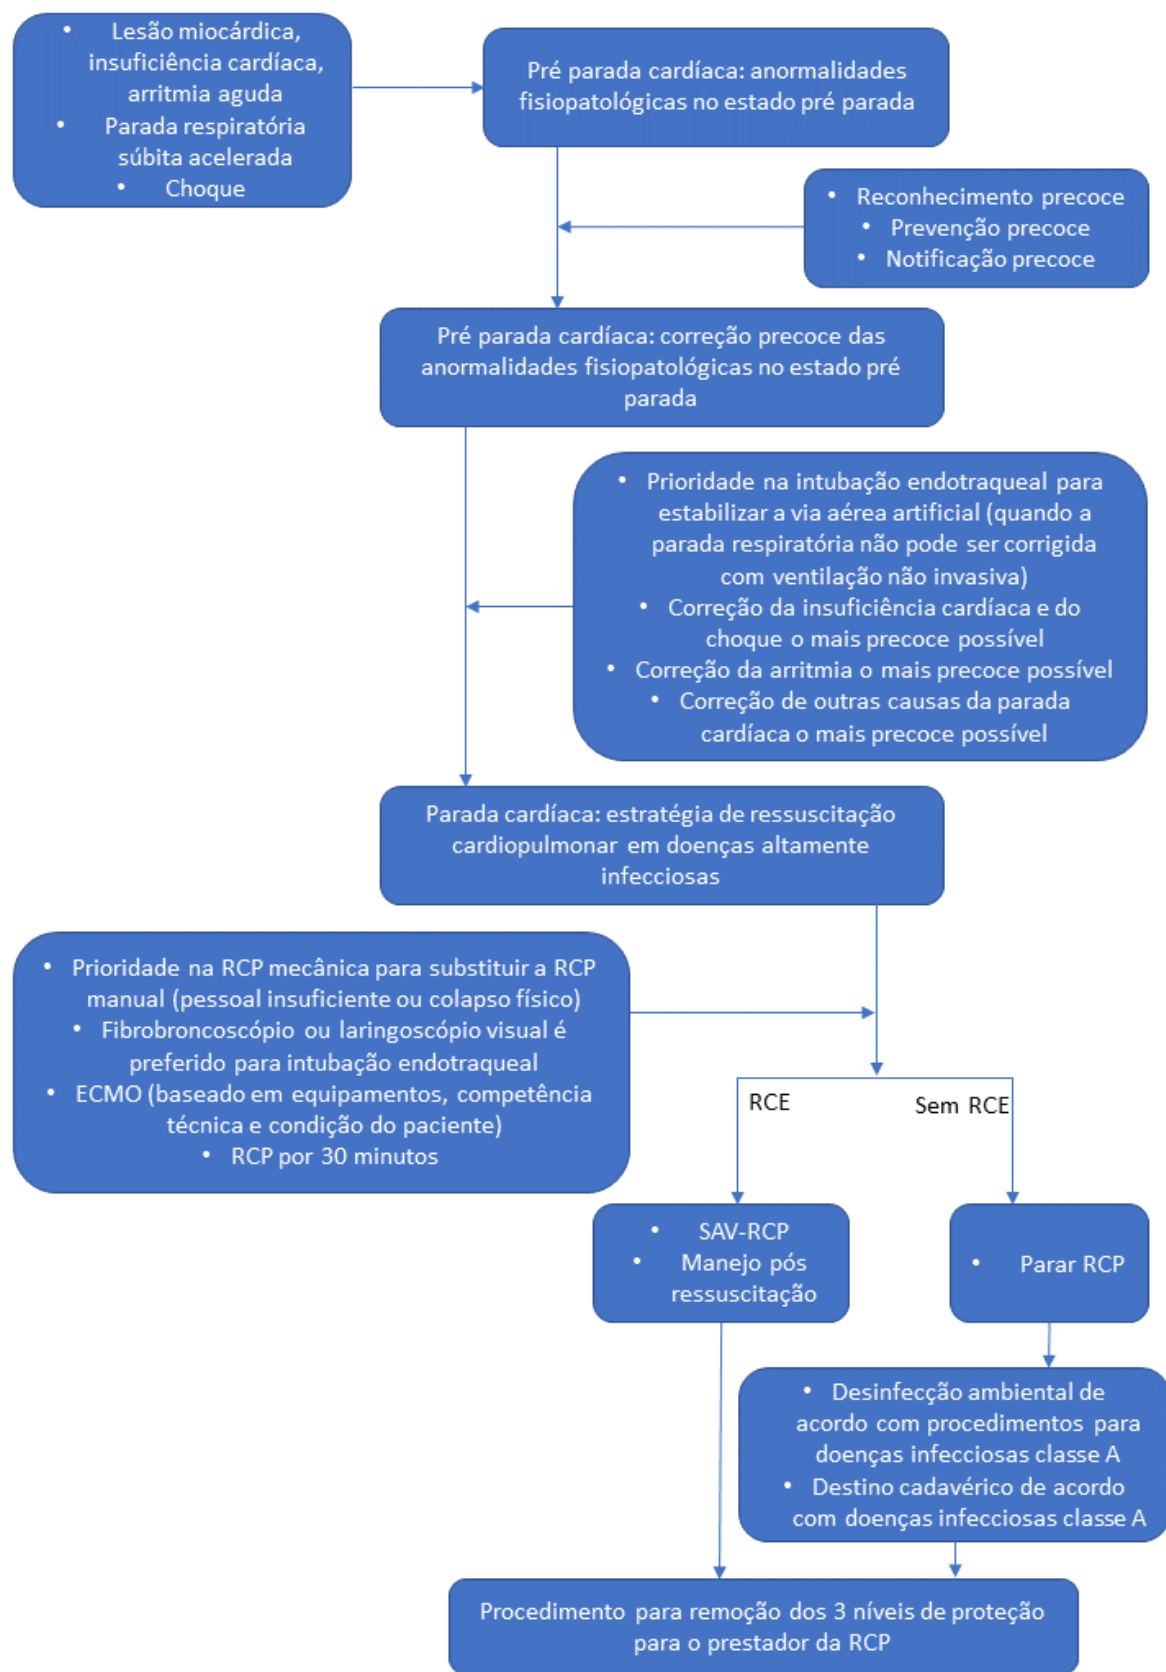 • Lesão miocárdica,
insuficiência cardíaca,
arritmia aguda
• Parada respiratória
súbita acelerada
• Choque
Pré parada cardíaca: anormalidades
fisiopatológicas no estado pré parada
• Reconhecimento precoce
• Prevenção precoce
• Notificação precoce
Pré parada cardíaca: correção precoce das
anormalidades fisiopatológicas no estado pré
parada
• Prioridade na intubação endotraqueal para
estabilizar a via aérea artificial (quando a
parada respiratória não pode ser corrigida
com ventilação não invasiva)
• Correção da insuficiência cardíaca e do
choque o mais precoce possível
• Correção da arritmia o mais precoce possível
• Correção de outras causas da parada
cardíaca o mais precoce possível
Parada cardíaca: estratégia de ressuscitação
cardiopulmonar em doenças altamente
infecciosas
• Prioridade na RCP mecânica para substituir a RCP
manual (pessoal insuficiente ou colapso físico)
• Fibrobroncoscópio ou laringoscópio visual é
preferido para intubação endotraqueal
• ECMO (baseado em equipamentos, competência
técnica e condição do paciente)
• RCP por 30 minutos
RCE
Sem RCE
• SAV-RCP
• Manejo pós
ressuscitação
• Parar RCP
• Desinfecção ambiental de
acordo com procedimentos para
doenças infecciosas classe A
• Destino cadavérico de acordo
com doenças infecciosas classe A
Procedimento para remoção dos 3 níveis de proteção
para o prestador da RCP